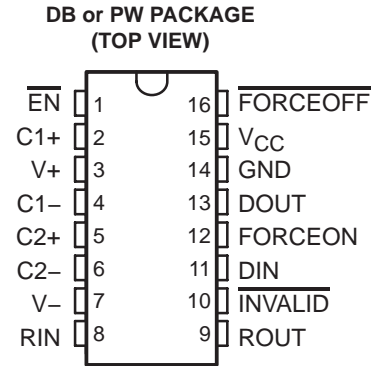 DB or PW PACKAGE
(TOP VIEW)
EN 1 16 FORCEOFF
C1+ 2 15 VCC
V+ 3 14 GND
C1− 4 13 DOUT
C2+ 5 12 FORCEON
C2− 6 11 DIN
V− 7 10 INVALID
RIN 8 9 ROUT